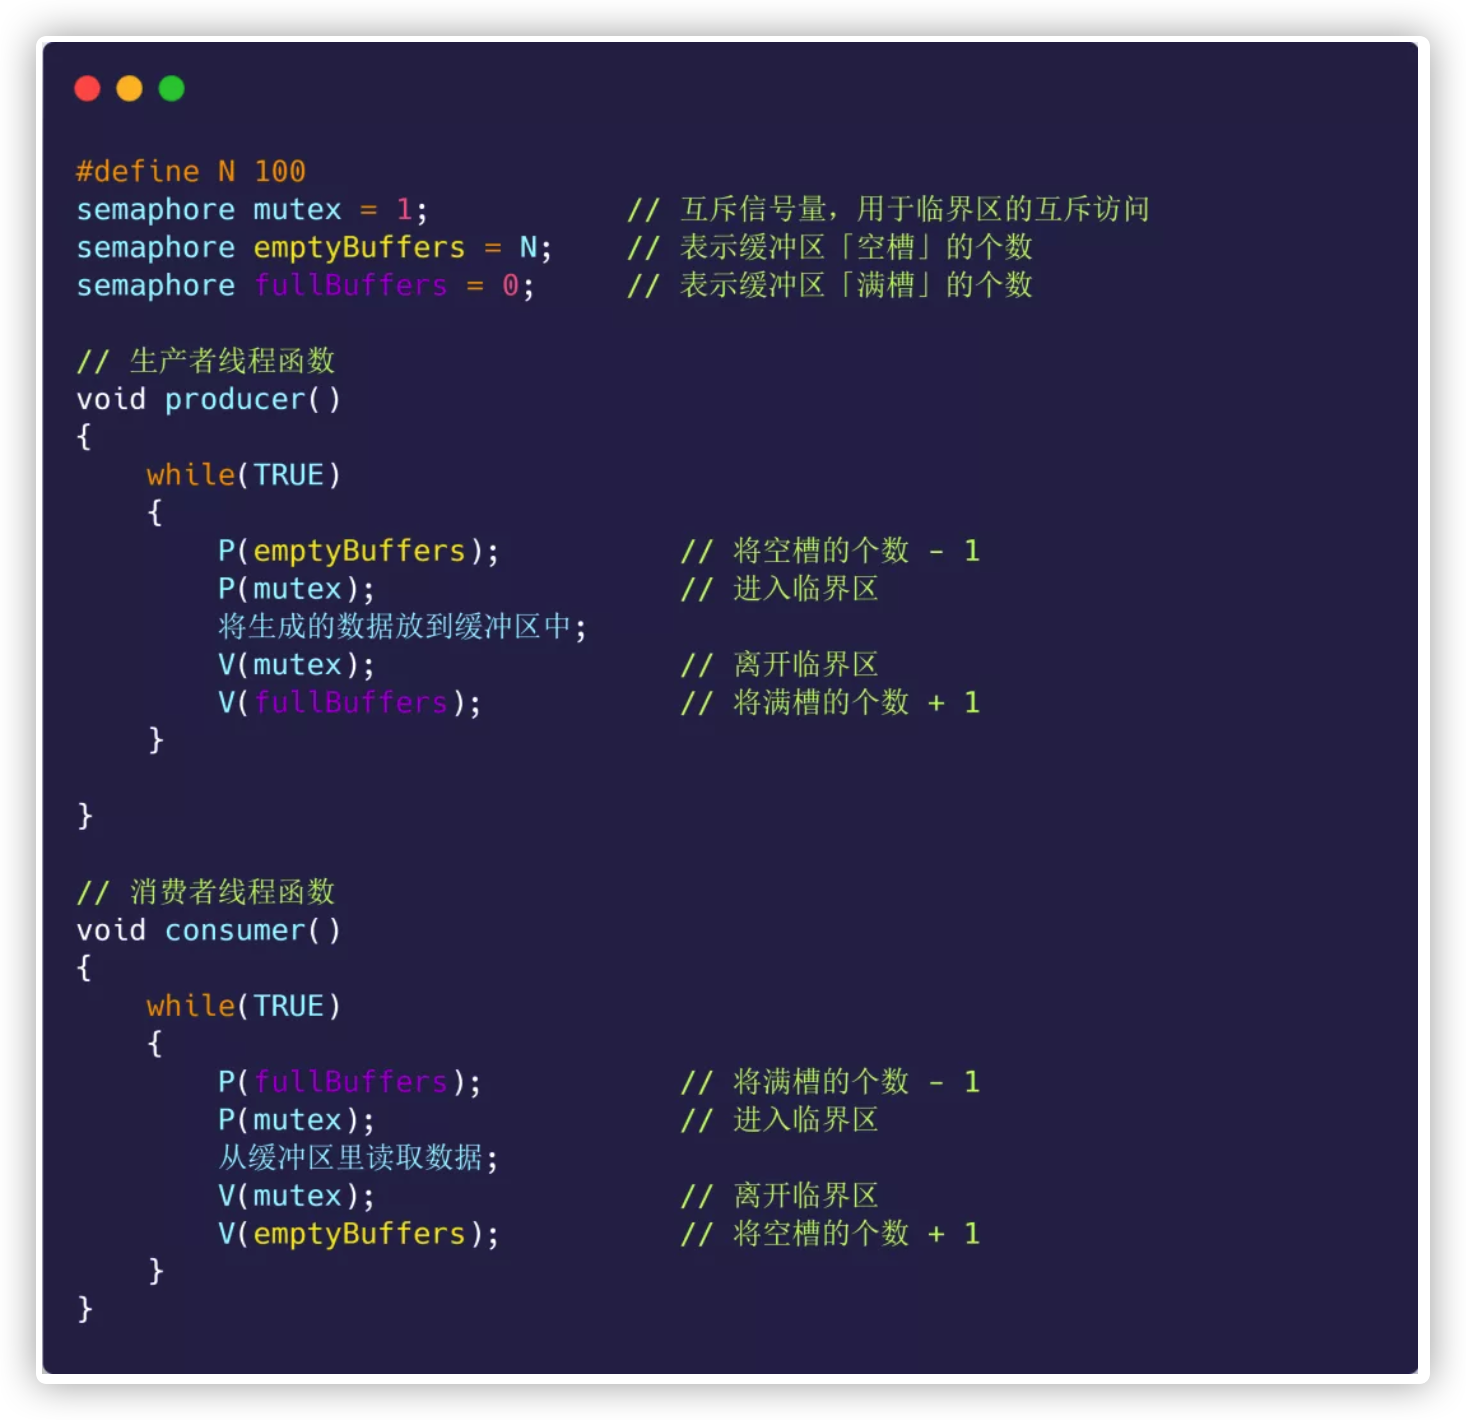 #define N 100
semaphore mutex = 1; // 互斥信号量，用于临界区的互斥访问
semaphore emptyBuffers = N; // 表示缓冲区「空槽」的个数
semaphore fullBuffers = 0; // 表示缓冲区「满槽」的个数
// 生产者线程函数
void producer()
{
while(TRUE)
{
P(emptyBuffers); // 将空槽的个数 - 1
P(mutex); // 进入临界区
将生成的数据放到缓冲区中;
V(mutex); // 离开临界区
V(fullBuffers); // 将满槽的个数 + 1
}
}
// 消费者线程函数
void consumer()
{
while(TRUE)
{
P(fullBuffers); // 将满槽的个数 - 1
P(mutex); // 进入临界区
从缓冲区里读取数据;
V(mutex); // 离开临界区
V(emptyBuffers); // 将空槽的个数 + 1
}
}